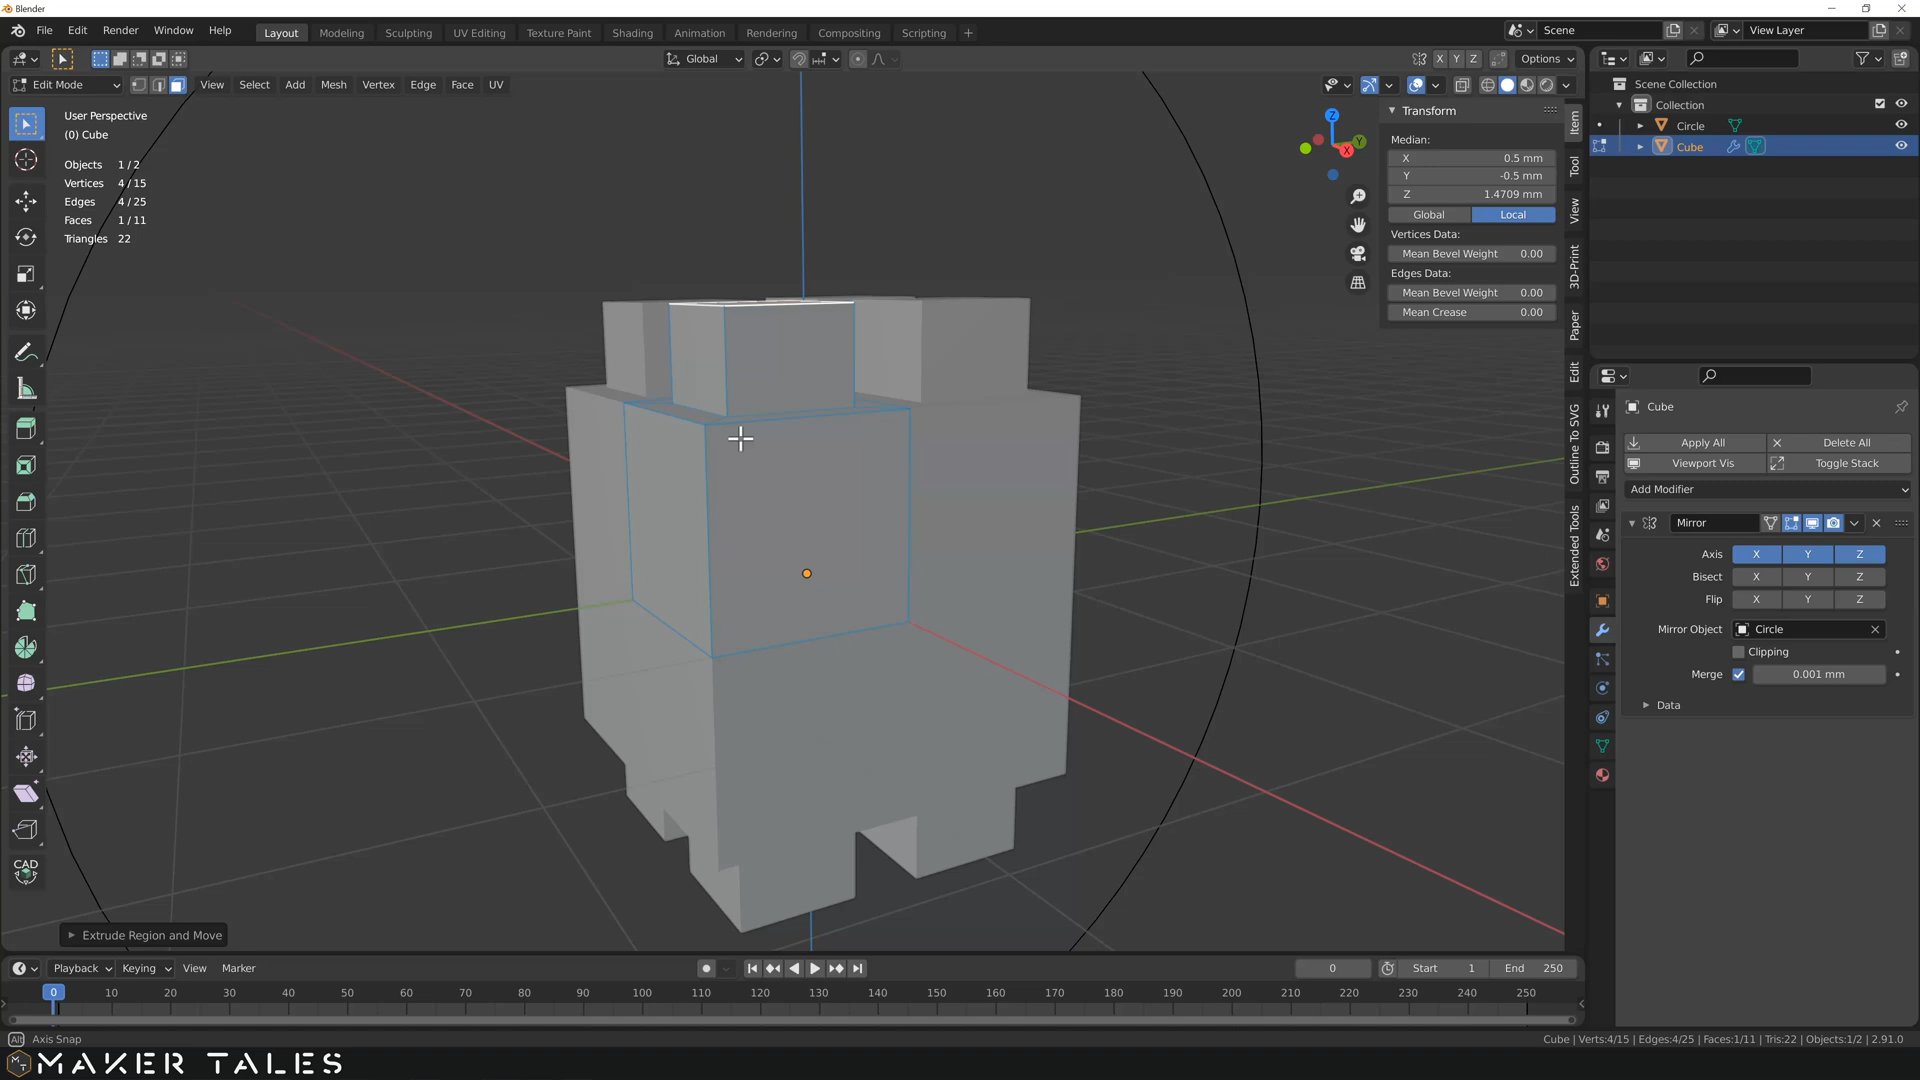 Blender
File Edit Render Window Help Layout Modeling Sculpting UV Editing Texture Paint Shading Animation Rendering Compositing Scripting + Scene View Layer
Global X Y Z Options
Edit Mode View Select Add Mesh Vertex Edge Face UV
User Perspective
(0) Cube
Objects 1 / 2
Vertices 4 / 15
Edges 4 / 25
Faces 1 / 11
Triangles 22
CAD
Z
Y
X
Transform
Median:
X 0.5 mm
Y -0.5 mm
Z 1.4709 mm
Global Local
Vertices Data:
Mean Bevel Weight 0.00
Edges Data:
Mean Bevel Weight 0.00
Mean Crease 0.00
Item
Tool
View
3D-Print
Paper
Edit
Outline To SVG
Extended Tools
Scene Collection
Collection
Circle
Cube
Cube
Apply All Delete All
Viewport Vis Toggle Stack
Add Modifier
Mirror
Axis X Y Z
Bisect X Y Z
Flip X Y Z
Mirror Object Circle
Clipping
Merge 0.001 mm
Data
Extrude Region and Move
Playback Keying View Marker 0 Start 1 End 250
0 10 20 30 40 50 60 70 80 90 100 110 120 130 140 150 160 170 180 190 200 210 220 230 240 250
Alt Axis Snap Cube | Verts:4/15 | Edges:4/25 | Faces:1/11 | Tris:22 | Objects:1/2 | 2.91.0
MT MAKER TALES